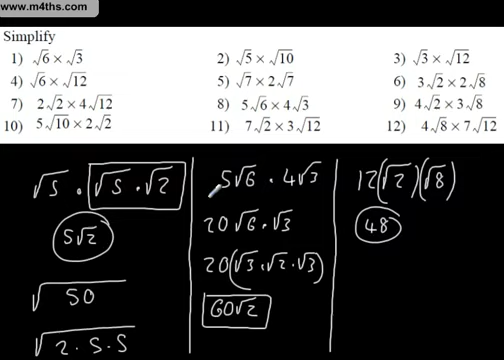 www.m4ths.com
Simplify
1) √6 × √3 2) √5 × √10 3) √3 × √12
4) √6 × √12 5) √7 × 2√7 6) 3√2 × 2√8
7) 2√2 × 4√12 8) 5√6 × 4√3 9) 4√2 × 3√8
10) 5√10 × 2√2 11) 7√2 × 3√12 12) 4√8 × 7√12
√5 · √5 · √2
5√2
√50
√2·5·5
5√6 · 4√3
20√6 · √3
20(√3 · √2 · √3)
60√2
12(√2)(√8)
48